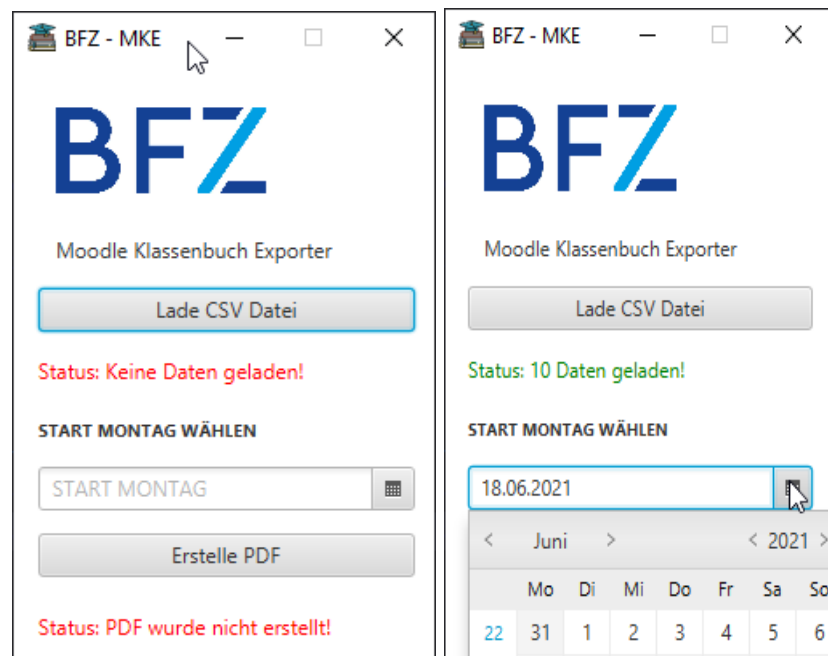 BFZ - MKE
BFZ
Moodle Klassenbuch Exporter
Lade CSV Datei
Status: Keine Daten geladen!
START MONTAG WÄHLEN
START MONTAG
Erstelle PDF
Status: PDF wurde nicht erstellt!
BFZ - MKE
BFZ
Moodle Klassenbuch Exporter
Lade CSV Datei
Status: 10 Daten geladen!
START MONTAG WÄHLEN
18.06.2021
< Juni > < 2021 >
Mo Di Mi Do Fr Sa So
22 31 1 2 3 4 5 6